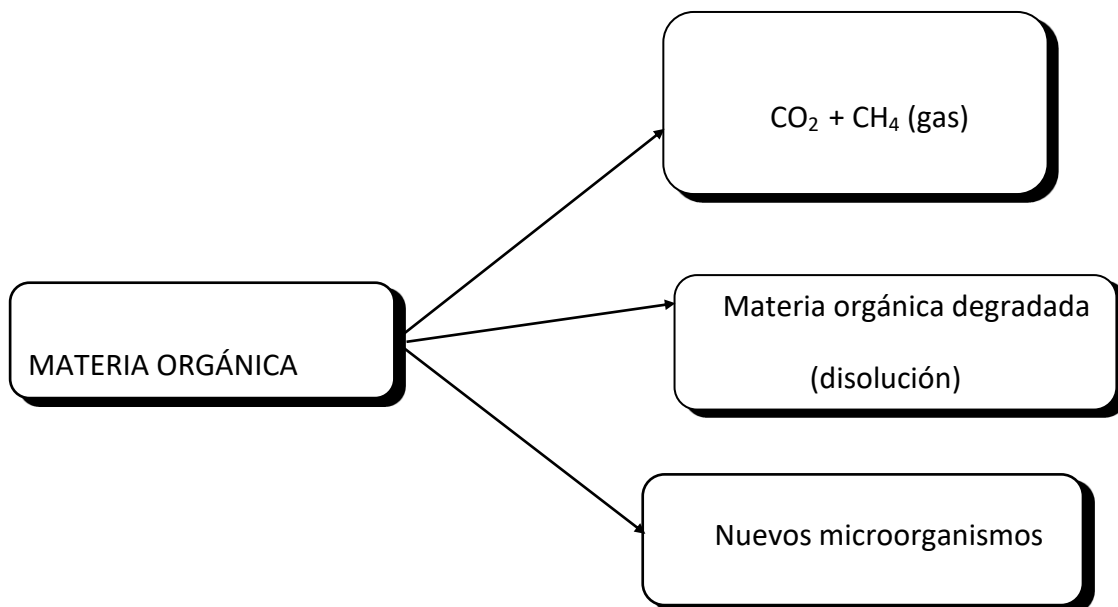 CO₂ + CH₄ (gas)
MATERIA ORGÁNICA
Materia orgánica degradada
(disolución)
Nuevos microorganismos